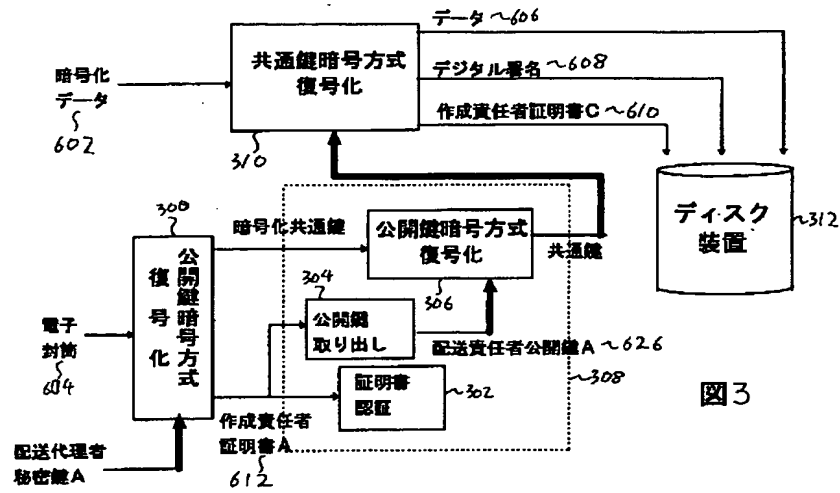 データ ~606
暗号化
データ
602
共通鍵暗号方式
復号化
310
デジタル署名 ~608
作成責任者証明書C ~610
ディスク
装置
~312
300
公開鍵暗号方式
復号化
暗号化共通鍵
公開鍵暗号方式
復号化
306
共通鍵
304
公開鍵
取り出し
配送責任者公開鍵A ~626
電子
封筒
604
証明書
認証
~302
~308
図3
作成責任者
証明書A
612
配送代理者
秘密鍵A